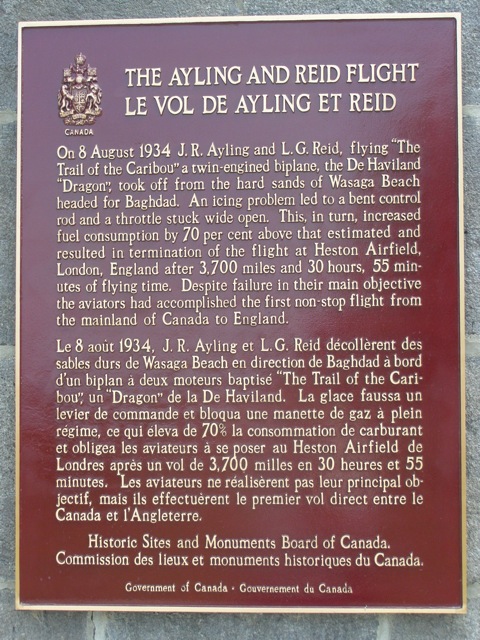 CANADA
THE AYLING AND REID FLIGHT
LE VOL DE AYLING ET REID
On 8 August 1934 J.R. Ayling and L.G. Reid, flying "The
Trail of the Caribou" a twin-engined biplane, the De Haviland
"Dragon", took off from the hard sands of Wasaga Beach
headed for Baghdad. An icing problem led to a bent control
rod and a throttle stuck wide open. This, in turn, increased
fuel consumption by 70 per cent above that estimated and
resulted in termination of the flight at Heston Airfield,
London, England after 3,700 miles and 30 hours, 55 min-
utes of flying time. Despite failure in their main objective
the aviators had accomplished the first non-stop flight from
the mainland of Canada to England.
Le 8 août 1934, J.R. Ayling et L.G. Reid décollèrent des
sables durs de Wasaga Beach en direction de Baghdad à bord
d'un biplan à deux moteurs baptisé "The Trail of the Cari-
bou", un "Dragon" de la De Haviland. La glace faussa un
levier de commande et bloqua une manette de gaz à plein
régime, ce qui éleva de 70% la consommation de carburant
et obligea les aviateurs à se poser au Heston Airfield de
Londres après un vol de 3,700 milles en 30 heures et 55
minutes. Les aviateurs ne réalisèrent pas leur principal ob-
jectif, mais ils effectuèrent le premier vol direct entre le
Canada et l'Angleterre.
Historic Sites and Monuments Board of Canada.
Commission des lieux et monuments historiques du Canada.
Government of Canada • Gouvernement du Canada